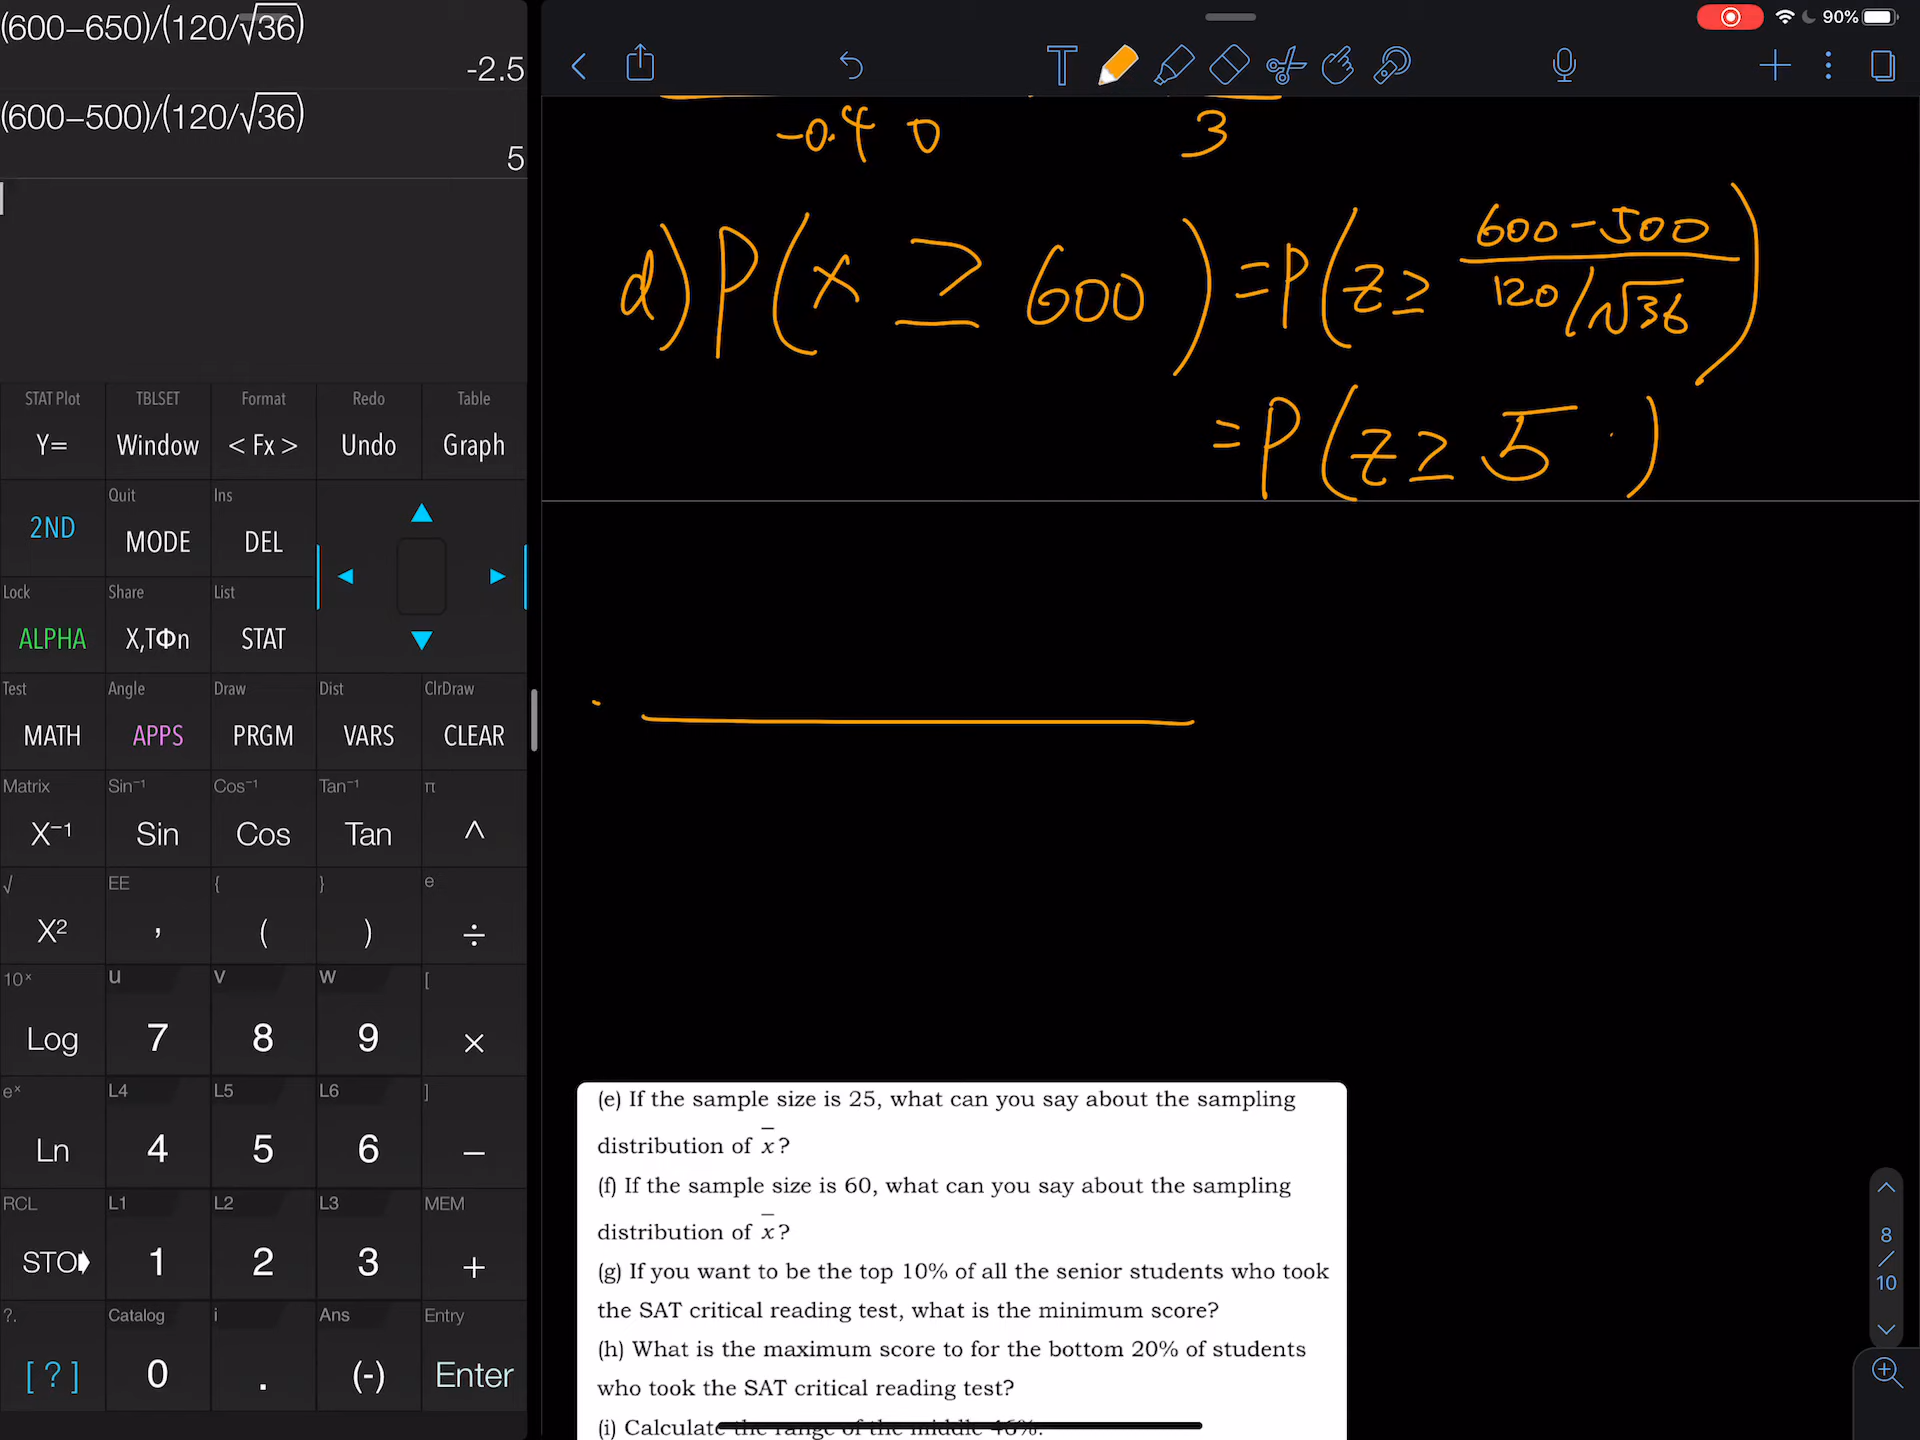 (600−650)/(120/√36)
-2.5
(600−500)/(120/√36)
5
90%
-0.4 0 3
d) P(x ≥ 600) = P(z ≥ (600-500)/(120/√36))
= P(z ≥ 5)
STAT Plot TBLSET Format Redo Table
Y= Window < Fx > Undo Graph
Quit Ins
2ND MODE DEL
Lock Share List
ALPHA X,TΦn STAT
Test Angle Draw Dist ClrDraw
MATH APPS PRGM VARS CLEAR
Matrix Sin⁻¹ Cos⁻¹ Tan⁻¹ π
X⁻¹ Sin Cos Tan ^
√ EE { } e
X² , ( ) ÷
10ˣ u v w [
Log 7 8 9 ×
eˣ L4 L5 L6 ]
Ln 4 5 6 −
RCL L1 L2 L3 MEM
STO 1 2 3 +
?. Catalog i Ans Entry
[ ? ] 0 . (-) Enter
(e) If the sample size is 25, what can you say about the sampling
distribution of x̅?
(f) If the sample size is 60, what can you say about the sampling
distribution of x̅?
(g) If you want to be the top 10% of all the senior students who took
the SAT critical reading test, what is the minimum score?
(h) What is the maximum score to for the bottom 20% of students
who took the SAT critical reading test?
(i) Calculate the range of the middle 46%.
8
/
10